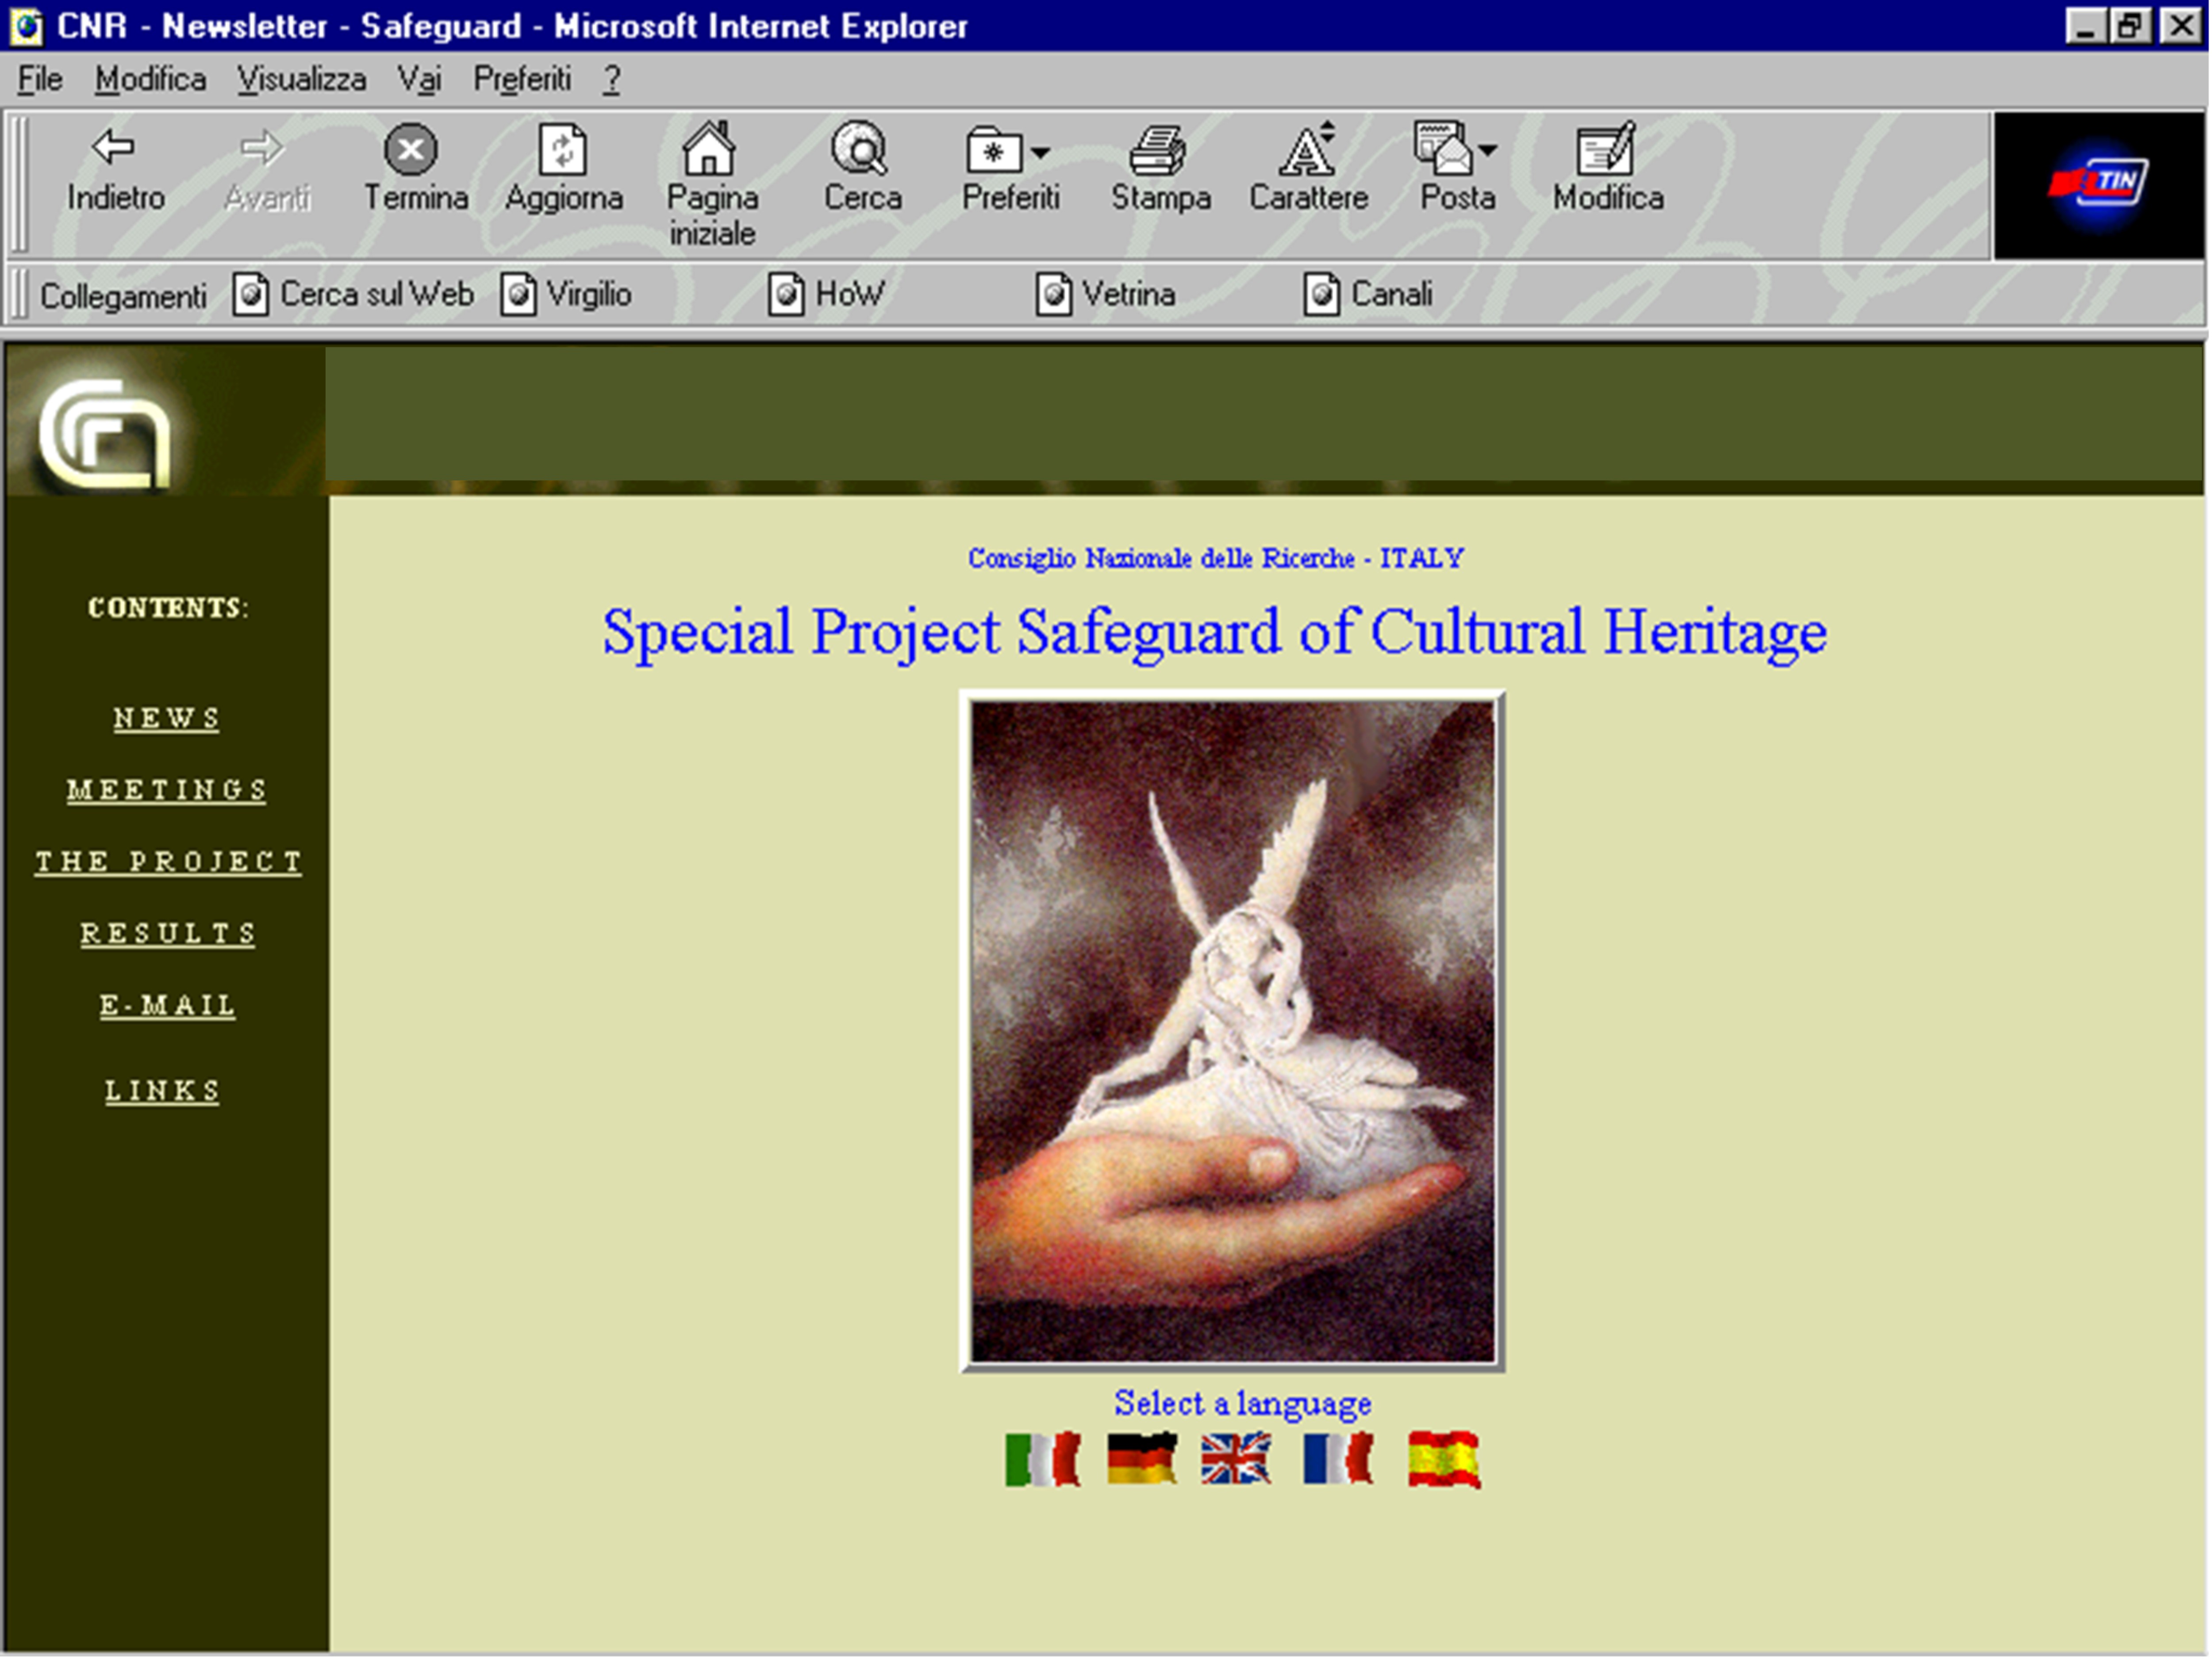 CNR - Newsletter - Safeguard - Microsoft Internet Explorer
File Modifica Visualizza Vai Preferiti ?
Indietro Avanti Termina Aggiorna Pagina iniziale Cerca Preferiti Stampa Carattere Posta Modifica
TIN
Collegamenti Cerca sul Web Virgilio HoW Vetrina Canali
Consiglio Nazionale delle Ricerche - ITALY
Special Project Safeguard of Cultural Heritage
CONTENTS:
NEWS
MEETINGS
THE PROJECT
RESULTS
E-MAIL
LINKS
Select a language